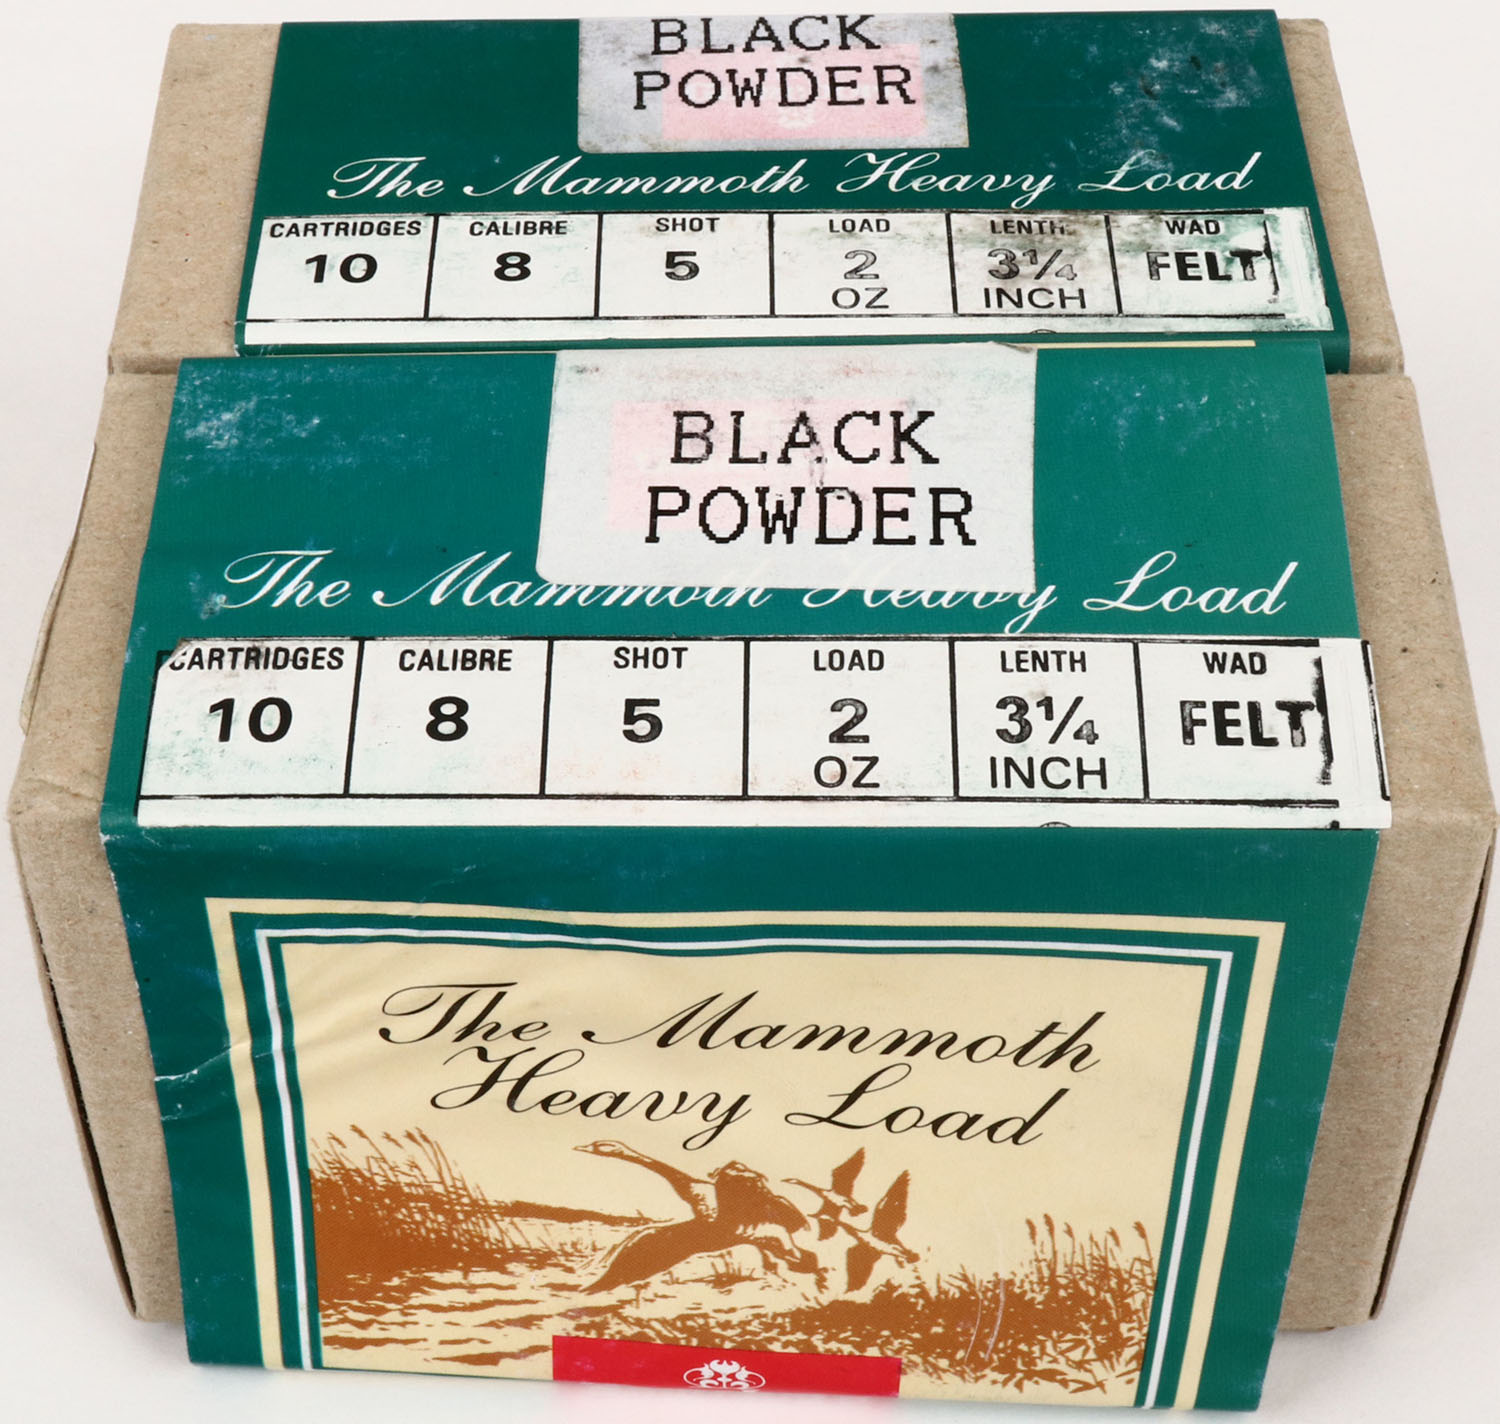 BLACK
POWDER
The Mammoth Heavy Load
CARTRIDGES CALIBRE SHOT LOAD LENTH WAD
10 8 5 2 3¼ FELT
OZ INCH
BLACK
POWDER
The Mammoth Heavy Load
CARTRIDGES CALIBRE SHOT LOAD LENTH WAD
10 8 5 2 3¼ FELT
OZ INCH
The Mammoth
Heavy Load